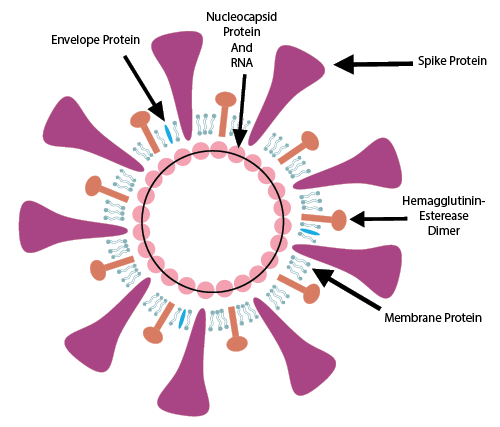 Nucleocapsid
Protein
And
RNA
Envelope Protein
Spike Protein
Hemagglutinin-
Esterease
Dimer
Membrane Protein